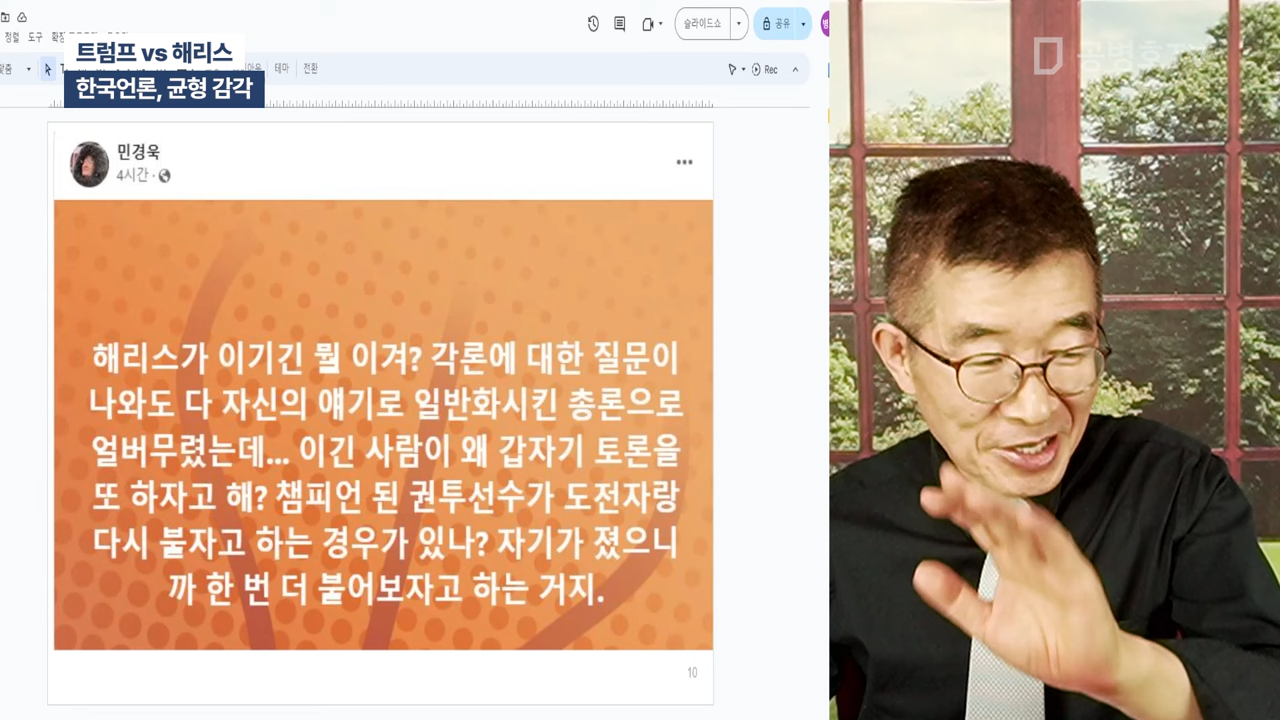 정렬 도구
슬라이드쇼
공유
트럼프 vs 해리스
테마 전환
Rec
한국언론, 균형 감각
공병호
민경욱
4시간
해리스가 이기긴 뭘 이겨? 각론에 대한 질문이
나와도 다 자신의 얘기로 일반화시킨 총론으로
얼버무렸는데... 이긴 사람이 왜 갑자기 토론을
또 하자고 해? 챔피언 된 권투선수가 도전자랑
다시 붙자고 하는 경우가 있나? 자기가 졌으니
까 한 번 더 붙어보자고 하는 거지.
10